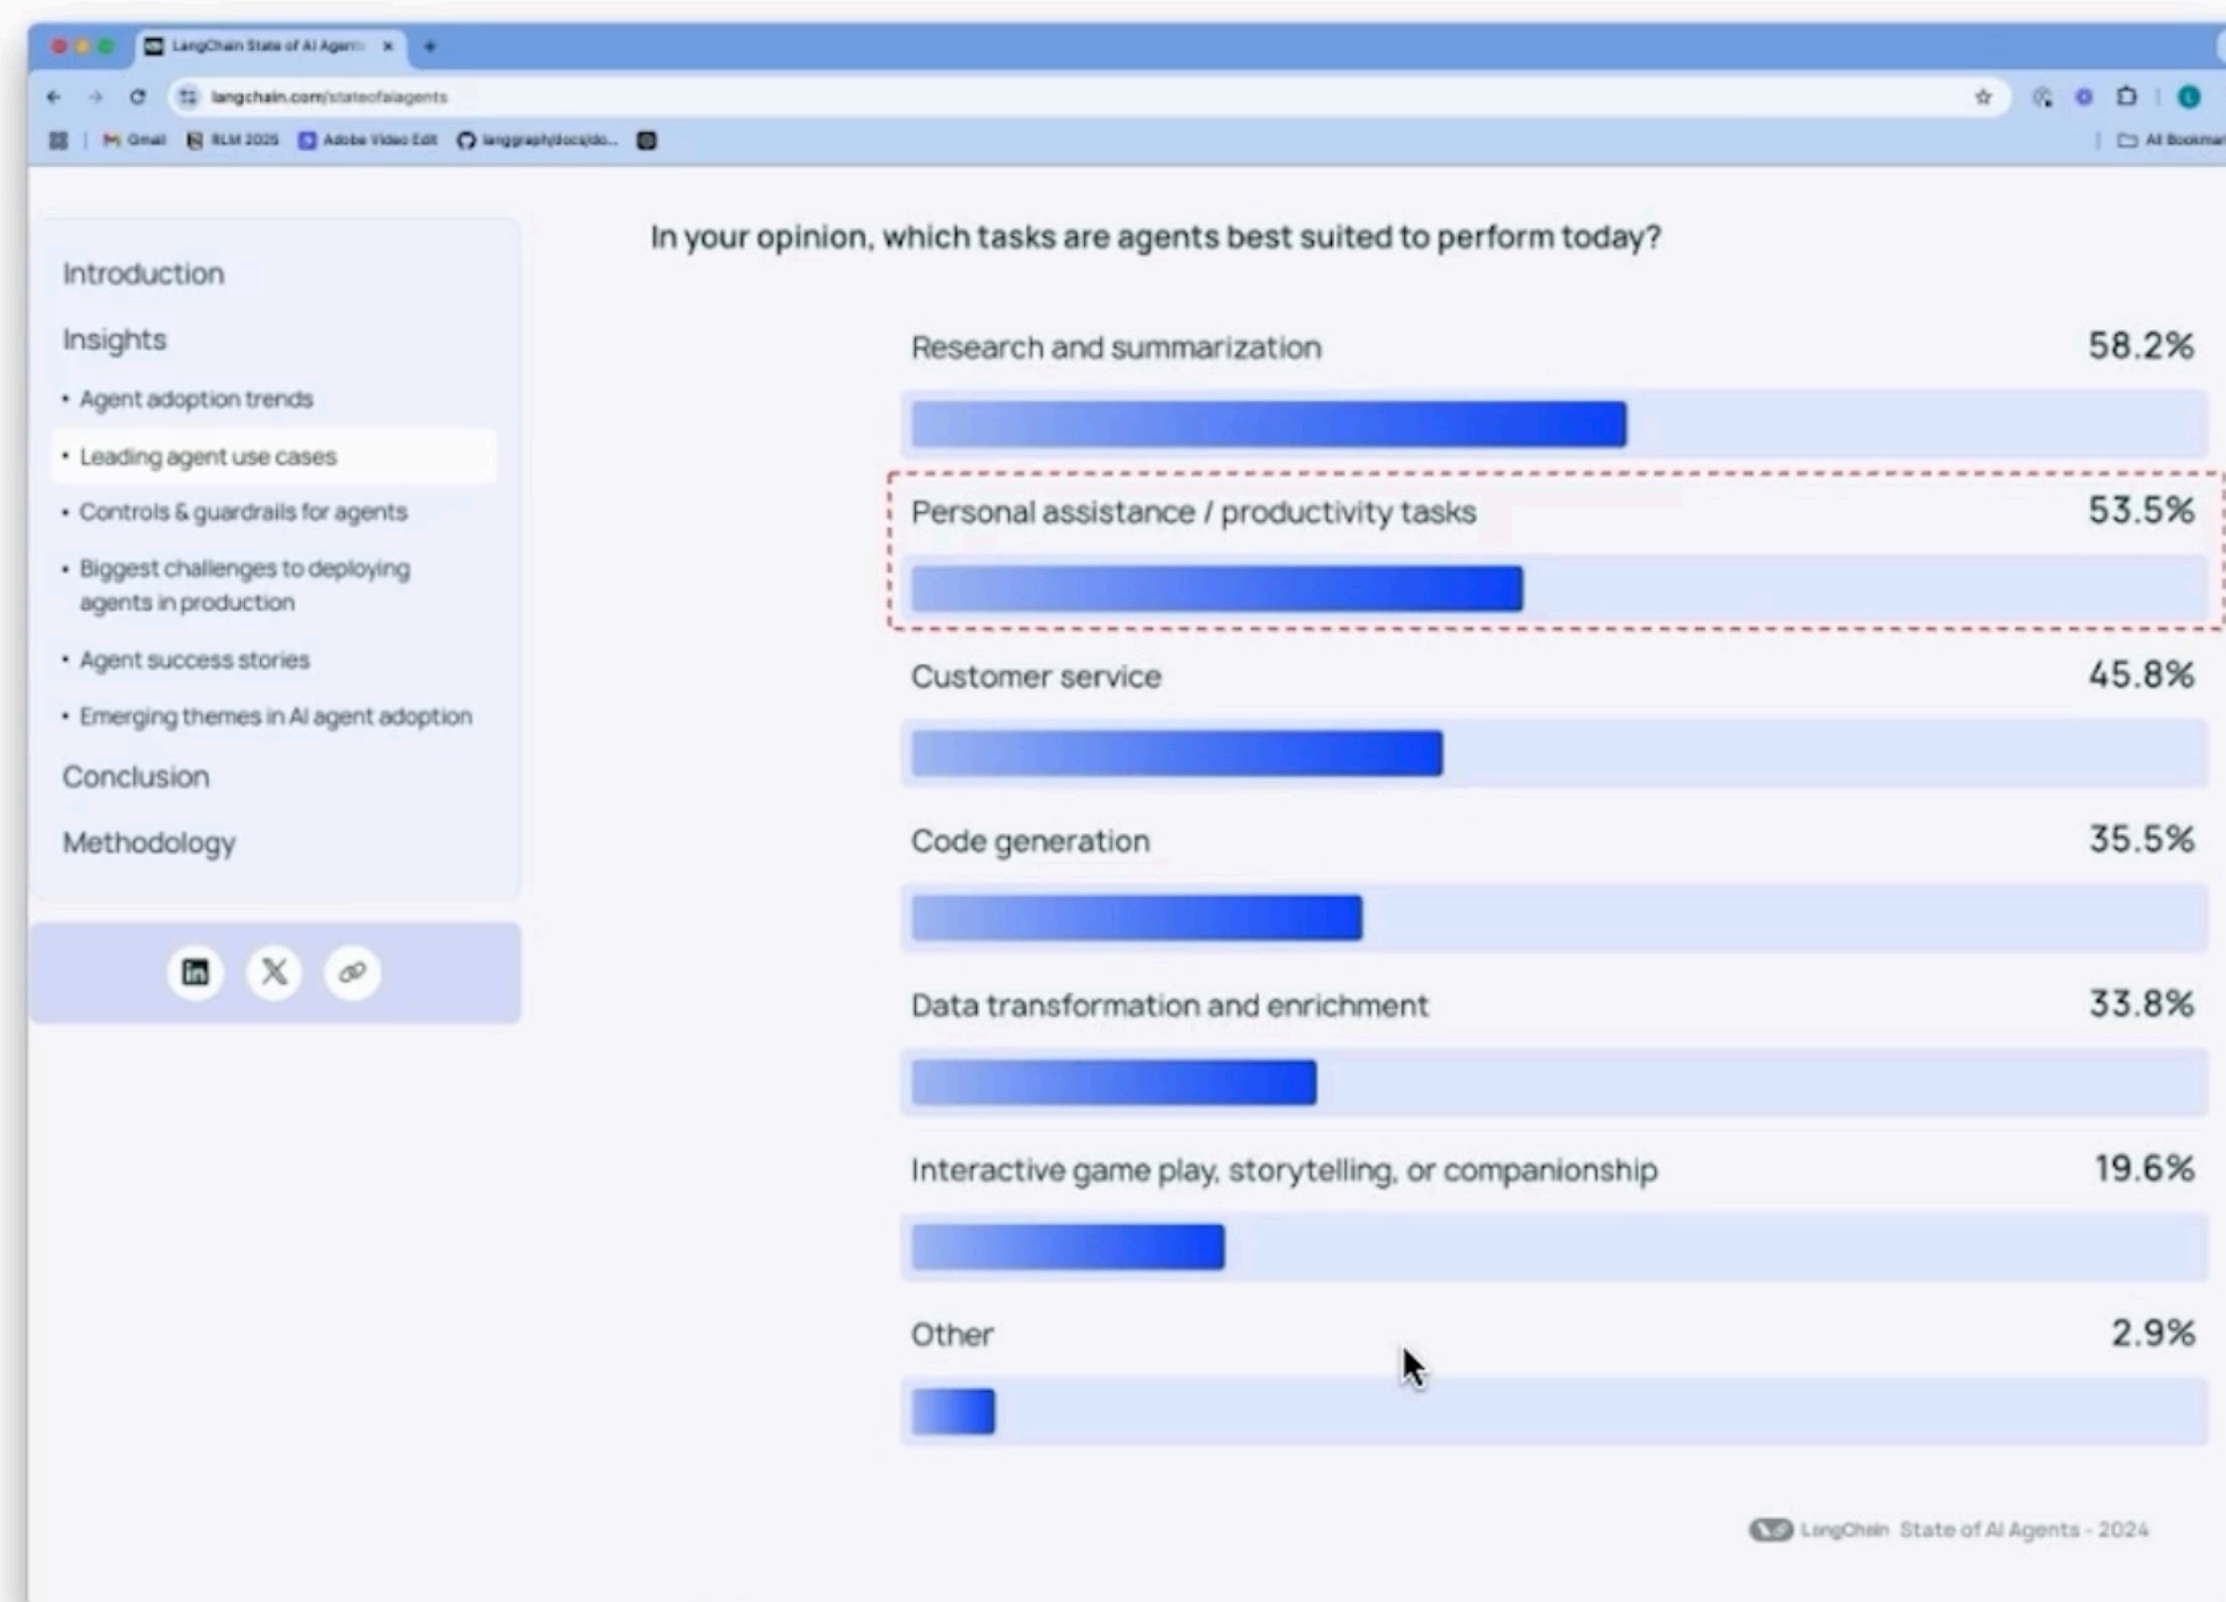 LangChain State of AI Agents
langchain.com/stateofaiagents
Gmail
RLM 2025
Adobe Video Edit
langgraph/docs/do...
All Bookmar
Introduction
Insights
• Agent adoption trends
• Leading agent use cases
• Controls & guardrails for agents
• Biggest challenges to deploying
agents in production
• Agent success stories
• Emerging themes in AI agent adoption
Conclusion
Methodology
In your opinion, which tasks are agents best suited to perform today?
Research and summarization 58.2%
Personal assistance / productivity tasks 53.5%
Customer service 45.8%
Code generation 35.5%
Data transformation and enrichment 33.8%
Interactive game play, storytelling, or companionship 19.6%
Other 2.9%
LangChain State of AI Agents - 2024